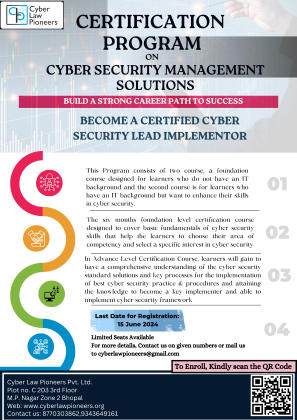 Cyber
Law
Pioneers
CERTIFICATION
PROGRAM
ON
CYBER SECURITY MANAGEMENT
SOLUTIONS
BUILD A STRONG CAREER PATH TO SUCCESS
BECOME A CERTIFIED CYBER
SECURITY LEAD IMPLEMENTOR
This Program consists of two course, a foundation
course designed for learners who do not have an IT
background and the second course is for learners who
have an IT background but want to enhance their skills
in cyber security.
01
The six months foundation level certification course
designed to cover basic fundamentals of cyber security
skills that help the learners to choose their area of
competency and select a specific interest in cyber security
02
In Advance Level Certification Course, learners will gain to
have a comprehensive understanding of the cyber security
standard solutions and key processes for the implementation
of best cyber security practice & procedures and attaining
the knowledge to become a key implementer and able to
implement cyber security framework
03
Last Date for Registration:
15 June 2024
04
Limited Seats Available
For more details, Contact us on given numbers or mail us
to cyberlawpioneers@gmail.com
To Enroll, Kindly scan the QR Code
Cyber Law Pioneers Pvt. Ltd.
Plot no. C 203 3rd Floor
M.P. Nagar Zone 2 Bhopal
Web: www.cyberlawpioneers.org
Contact us: 8770303862,9343649161